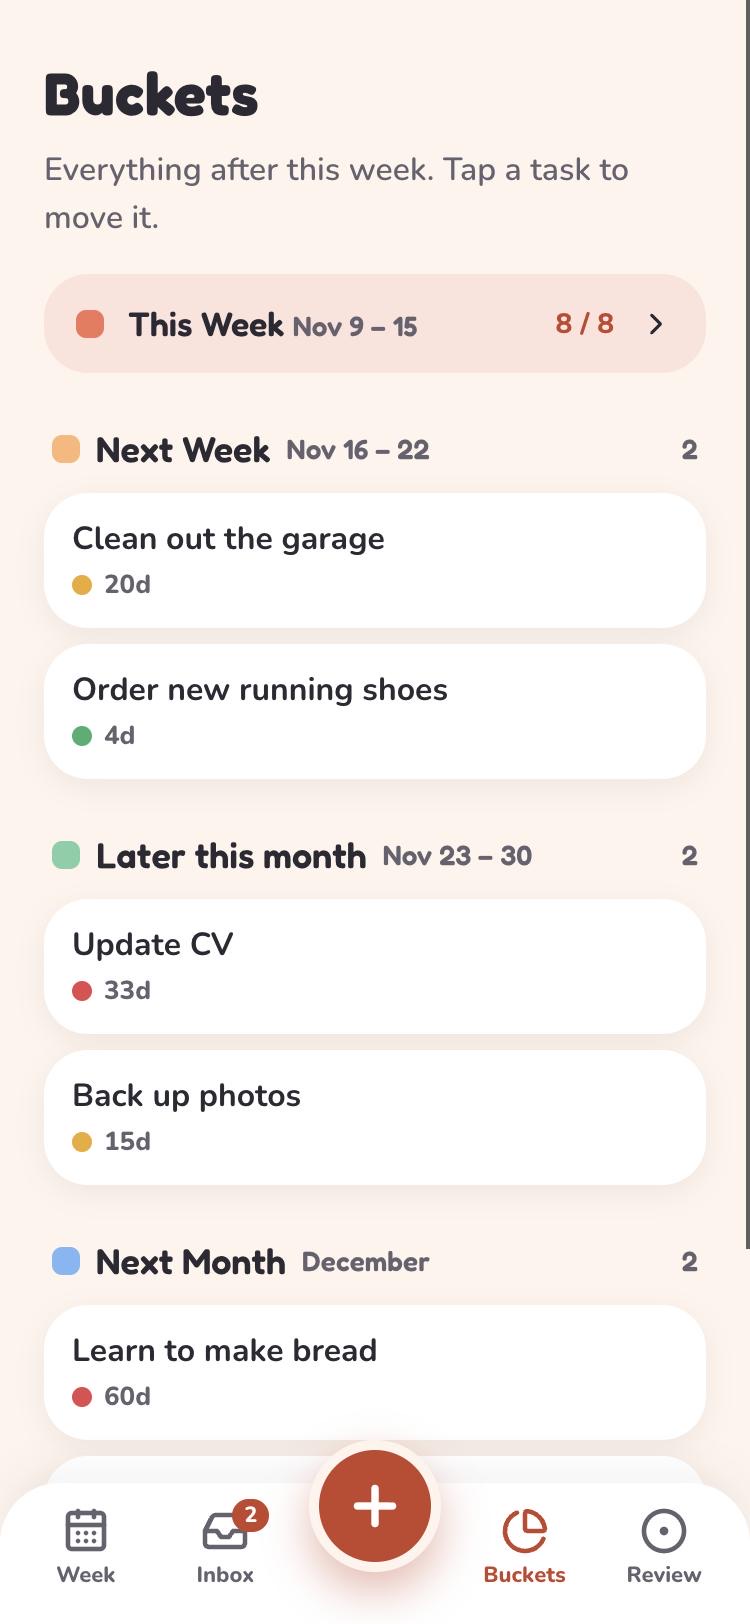 Buckets
Everything after this week. Tap a task to
move it.
This Week Nov 9 – 15 8 / 8
Next Week Nov 16 – 22 2
Clean out the garage
20d
Order new running shoes
4d
Later this month Nov 23 – 30 2
Update CV
33d
Back up photos
15d
Next Month December 2
Learn to make bread
60d
2
Week Inbox Buckets Review